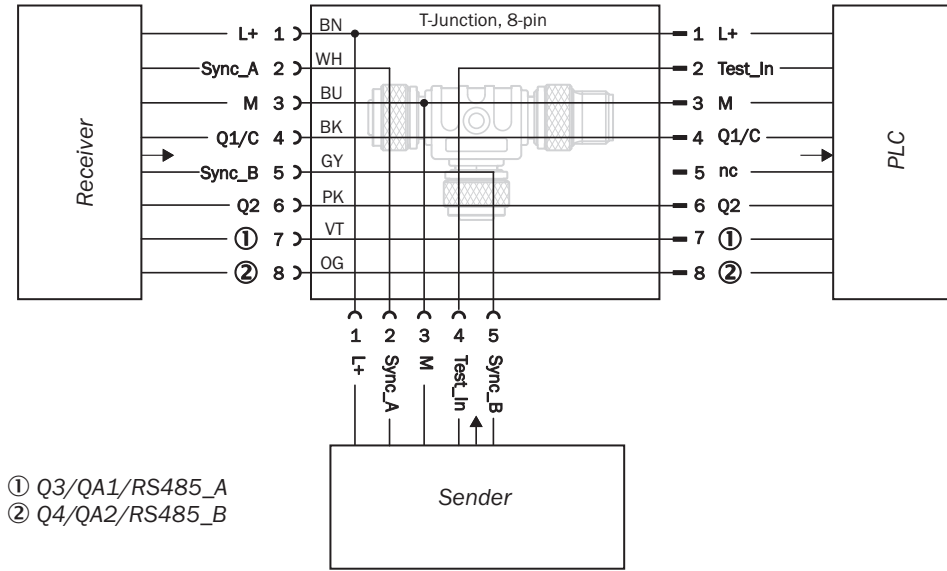 T-Junction, 8-pin
L+ 1 BN 1 L+
Sync_A 2 WH 2 Test_In
M 3 BU 3 M
Q1/C 4 BK 4 Q1/C
Sync_B 5 GY 5 nc
Q2 6 PK 6 Q2
① 7 VT 7 ①
② 8 OG 8 ②
Receiver
PLC
1 2 3 4 5
L+ Sync_A M Test_In Sync_B
Sender
① Q3/QA1/RS485_A
② Q4/QA2/RS485_B